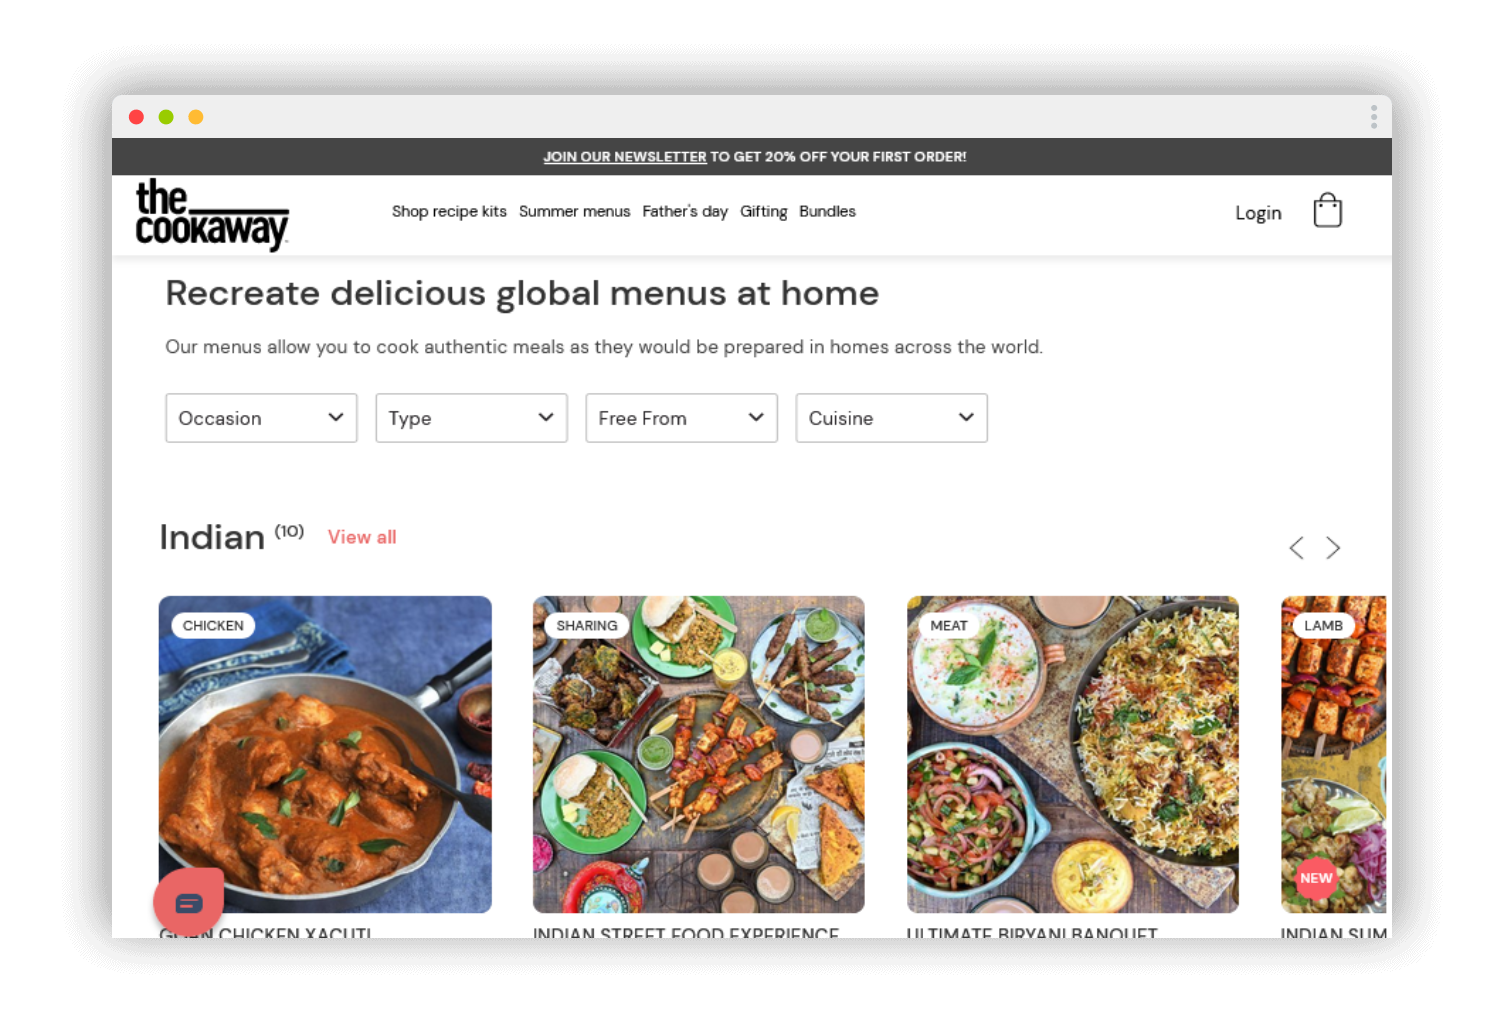 JOIN OUR NEWSLETTER TO GET 20% OFF YOUR FIRST ORDER!
the
cookaway
Shop recipe kits Summer menus Father's day Gifting Bundles
Login
Recreate delicious global menus at home
Our menus allow you to cook authentic meals as they would be prepared in homes across the world.
Occasion Type Free From Cuisine
Indian (10) View all
CHICKEN SHARING MEAT LAMB
NEW
GOAN CHICKEN XACUTI INDIAN STREET FOOD EXPERIENCE ULTIMATE BIRYANI BANQUET INDIAN SUM